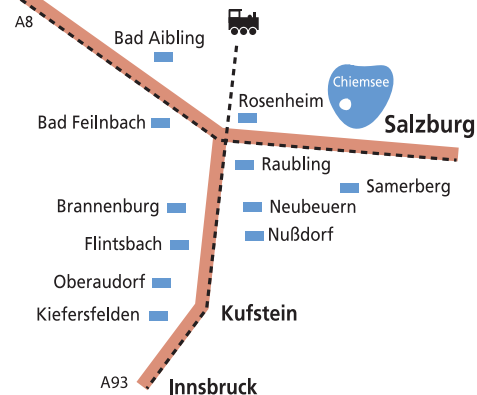 A8
Bad Aibling
Chiemsee
Rosenheim
Bad Feilnbach
Salzburg
Raubling
Samerberg
Brannenburg
Neubeuern
Flintsbach
Nußdorf
Oberaudorf
Kiefersfelden
Kufstein
A93
Innsbruck